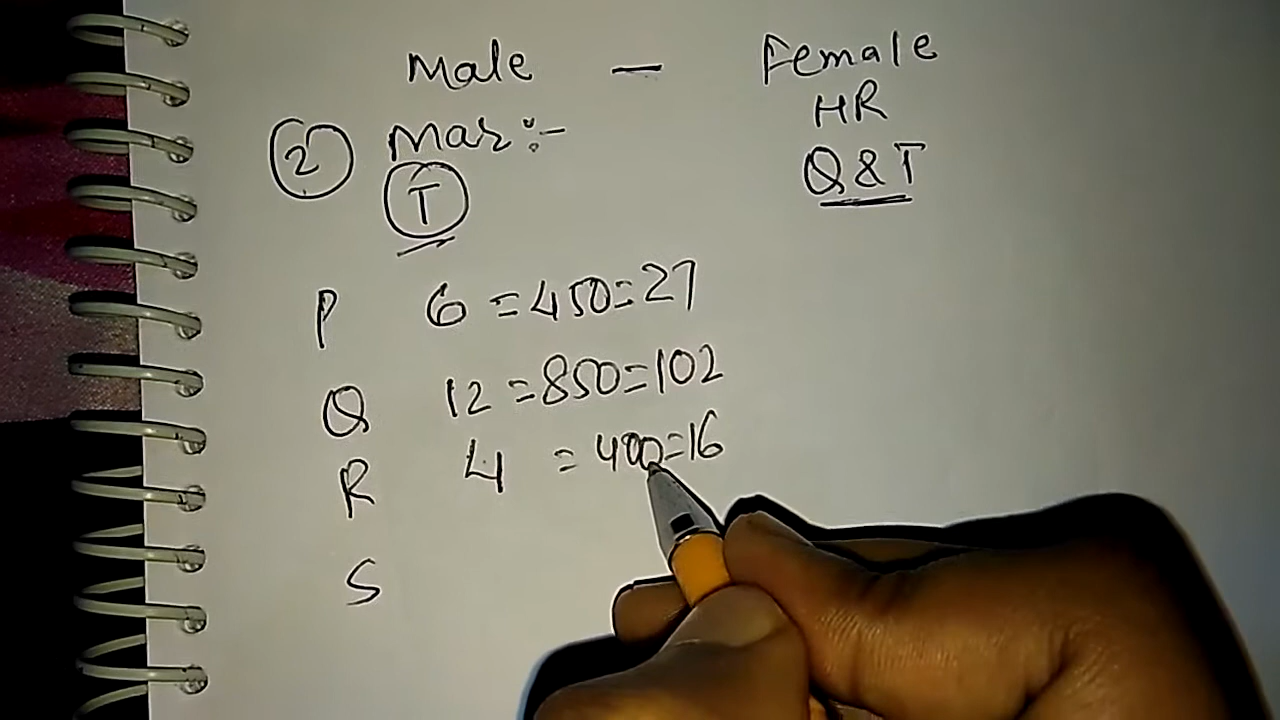 Male — Female
HR
② Mar:-
Q & T
T
P 6 = 450 = 27
Q 12 = 850 = 102
R 4 = 400 = 16
S